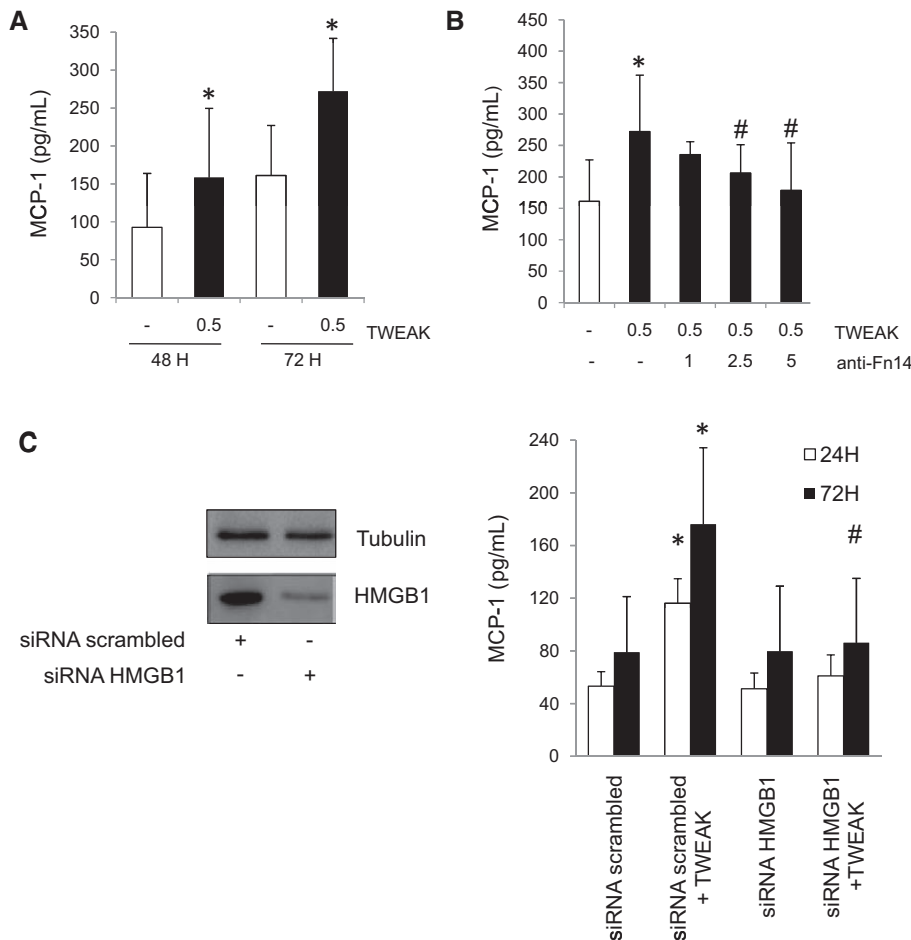 A
MCP-1 (pg/mL)
350
300
250
200
150
100
50
0
*
*
- 0.5 - 0.5 TWEAK
48 H 72 H
B
MCP-1 (pg/mL)
450
400
350
300
250
200
150
100
50
0
*
#
#
- 0.5 0.5 0.5 0.5 TWEAK
- - 1 2.5 5 anti-Fn14
C
Tubulin
HMGB1
siRNA scrambled + -
siRNA HMGB1 - +
MCP-1 (pg/mL)
240
200
160
120
80
40
0
24H
72H
*
*
#
siRNA scrambled
siRNA scrambled
+ TWEAK
siRNA HMGB1
siRNA HMGB1
+TWEAK